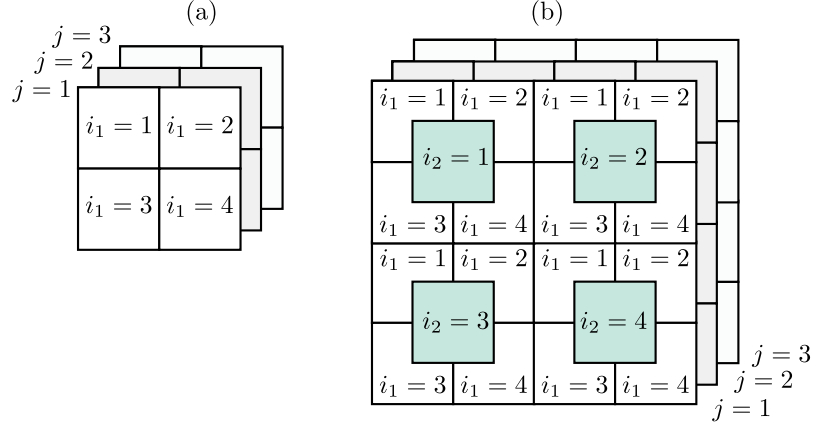 (a)
j = 3
j = 2
j = 1
i₁ = 1 i₁ = 2
i₁ = 3 i₁ = 4
(b)
i₁ = 1 i₁ = 2 i₁ = 1 i₁ = 2
i₂ = 1 i₂ = 2
i₁ = 3 i₁ = 4 i₁ = 3 i₁ = 4
i₁ = 1 i₁ = 2 i₁ = 1 i₁ = 2
i₂ = 3 i₂ = 4
i₁ = 3 i₁ = 4 i₁ = 3 i₁ = 4
j = 3
j = 2
j = 1